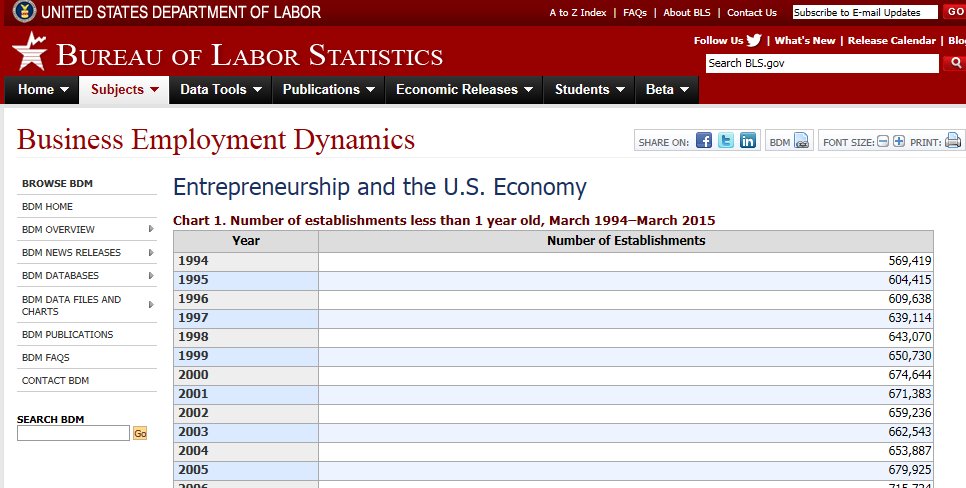 UNITED STATES DEPARTMENT OF LABOR
A to Z Index | FAQs | About BLS | Contact Us Subscribe to E-mail Updates GO
Follow Us | What's New | Release Calendar |
BUREAU OF LABOR STATISTICS
Search BLS.gov
Home Subjects Data Tools Publications Economic Releases Students Beta
Business Employment Dynamics
SHARE ON: BDM FONT SIZE: PRINT:
BROWSE BDM
BDM HOME
BDM OVERVIEW
BDM NEWS RELEASES
BDM DATABASES
BDM DATA FILES AND
CHARTS
BDM PUBLICATIONS
BDM FAQS
CONTACT BDM
SEARCH BDM
Go
Entrepreneurship and the U.S. Economy
Chart 1. Number of establishments less than 1 year old, March 1994–March 2015
Year Number of Establishments
1994 569,419
1995 604,415
1996 609,638
1997 639,114
1998 643,070
1999 650,730
2000 674,644
2001 671,383
2002 659,236
2003 662,543
2004 653,887
2005 679,925